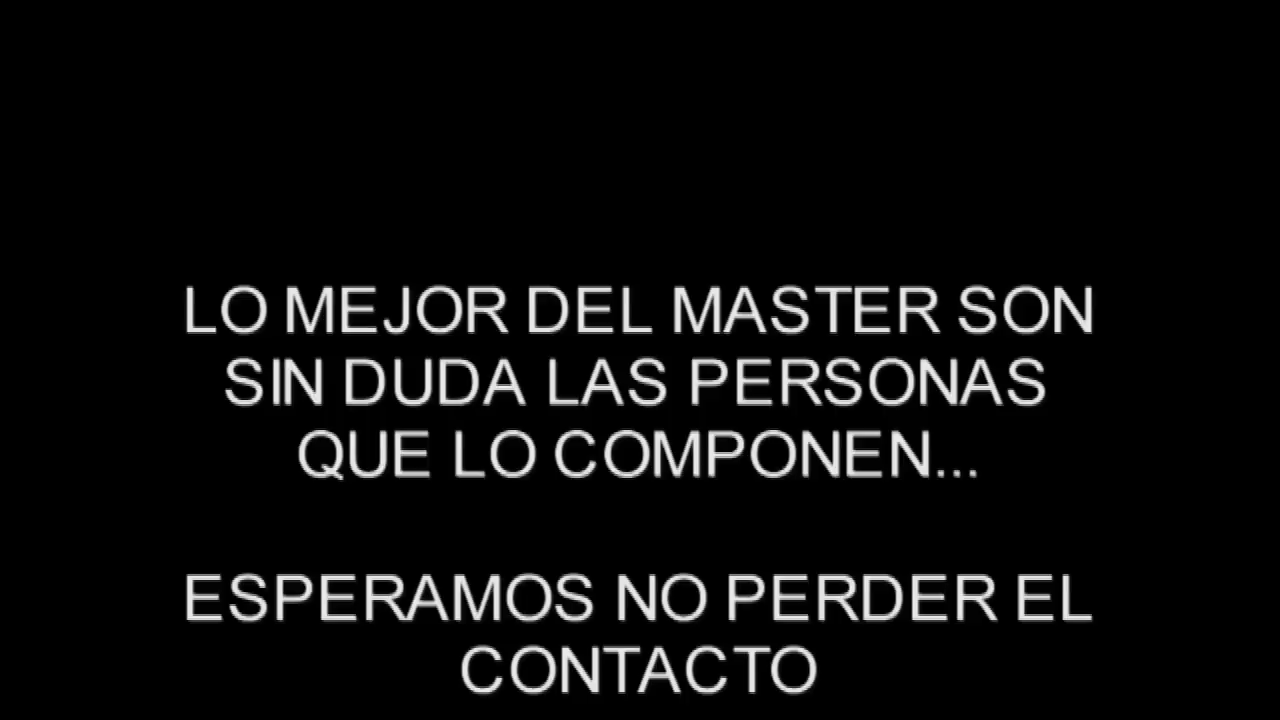 LO MEJOR DEL MASTER SON
SIN DUDA LAS PERSONAS
QUE LO COMPONEN...
ESPERAMOS NO PERDER EL
CONTACTO